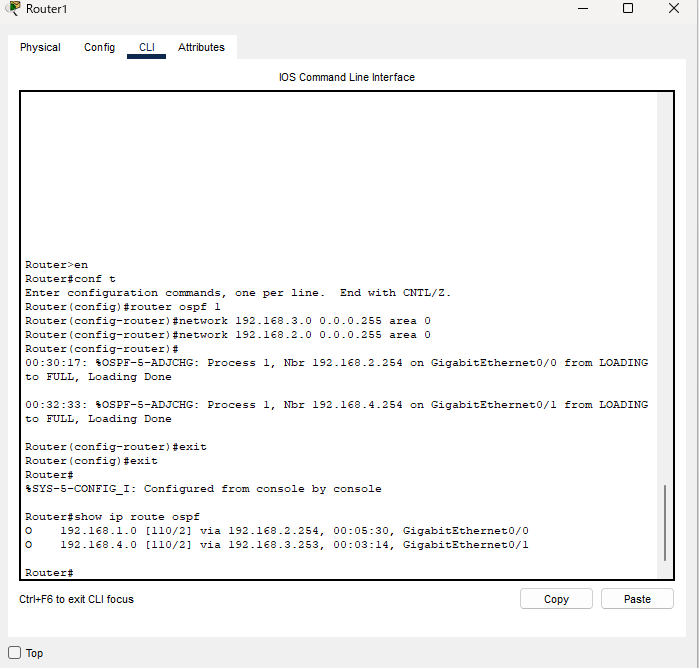 Router1
Physical Config CLI Attributes
IOS Command Line Interface
Router>en
Router#conf t
Enter configuration commands, one per line.  End with CNTL/Z.
Router(config)#router ospf 1
Router(config-router)#network 192.168.3.0 0.0.0.255 area 0
Router(config-router)#network 192.168.2.0 0.0.0.255 area 0
Router(config-router)#
00:30:17: %OSPF-5-ADJCHG: Process 1, Nbr 192.168.2.254 on GigabitEthernet0/0 from LOADING
to FULL, Loading Done
00:32:33: %OSPF-5-ADJCHG: Process 1, Nbr 192.168.4.254 on GigabitEthernet0/1 from LOADING
to FULL, Loading Done
Router(config-router)#exit
Router(config)#exit
Router#
%SYS-5-CONFIG_I: Configured from console by console
Router#show ip route ospf
O    192.168.1.0 [110/2] via 192.168.2.254, 00:05:30, GigabitEthernet0/0
O    192.168.4.0 [110/2] via 192.168.3.253, 00:03:14, GigabitEthernet0/1
Router#
Ctrl+F6 to exit CLI focus
Copy Paste
Top